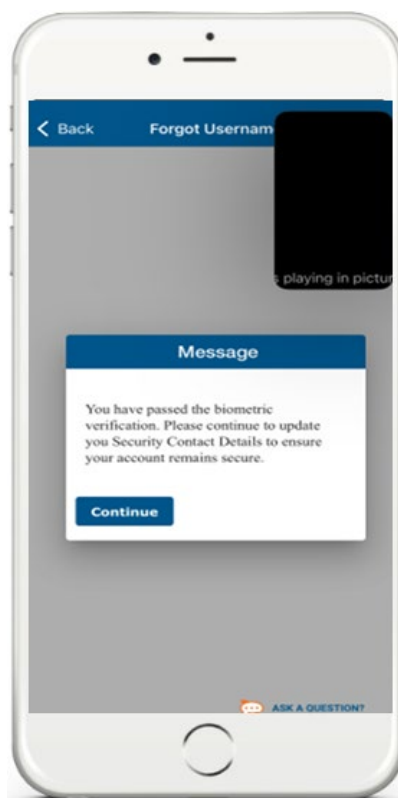 Back
Forgot Usernam
s playing in pictur
Message
You have passed the biometric
verification. Please continue to update
you Security Contact Details to ensure
your account remains secure.
Continue
ASK A QUESTION?